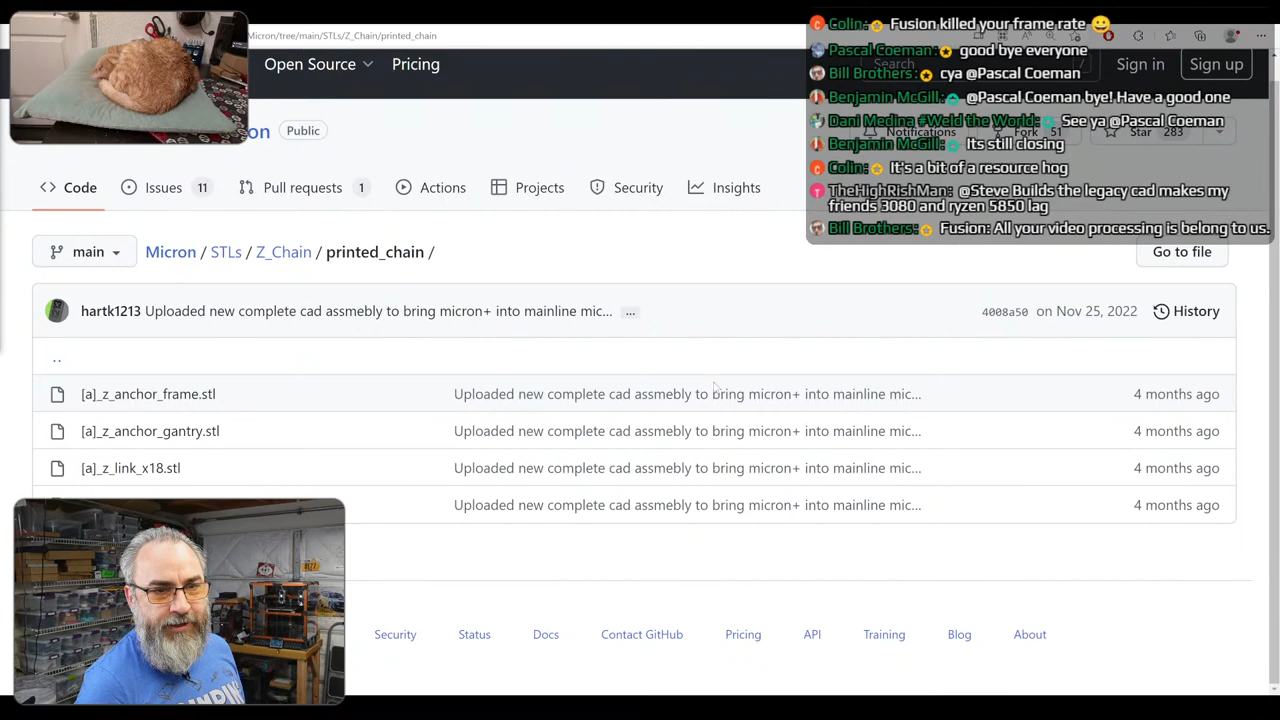 Micron/tree/main/STLs/Z_Chain/printed_chain
Open Source
Pricing
Search
Sign in
Sign up
on
Public
Notifications
Fork 51
Star 283
Colin: Fusion killed your frame rate
Pascal Coeman: good bye everyone
Bill Brothers: cya @Pascal Coeman
Benjamin McGill: @Pascal Coeman bye! Have a good one
Dani Medina #Weld the World: See ya @Pascal Coeman
Benjamin McGill: Its still closing
Colin: It's a bit of a resource hog
TheHighRishMan: @Steve Builds the legacy cad makes my
friends 3080 and ryzen 5850 lag
Bill Brothers: Fusion: All your video processing is belong to us.
Code
Issues 11
Pull requests 1
Actions
Projects
Security
Insights
main
Micron / STLs / Z_Chain / printed_chain /
Go to file
hartk1213 Uploaded new complete cad assmebly to bring micron+ into mainline mic... ...
4008a50 on Nov 25, 2022
History
..
[a]_z_anchor_frame.stl Uploaded new complete cad assmebly to bring micron+ into mainline mic... 4 months ago
[a]_z_anchor_gantry.stl Uploaded new complete cad assmebly to bring micron+ into mainline mic... 4 months ago
[a]_z_link_x18.stl Uploaded new complete cad assmebly to bring micron+ into mainline mic... 4 months ago
Uploaded new complete cad assmebly to bring micron+ into mainline mic... 4 months ago
Security
Status
Docs
Contact GitHub
Pricing
API
Training
Blog
About